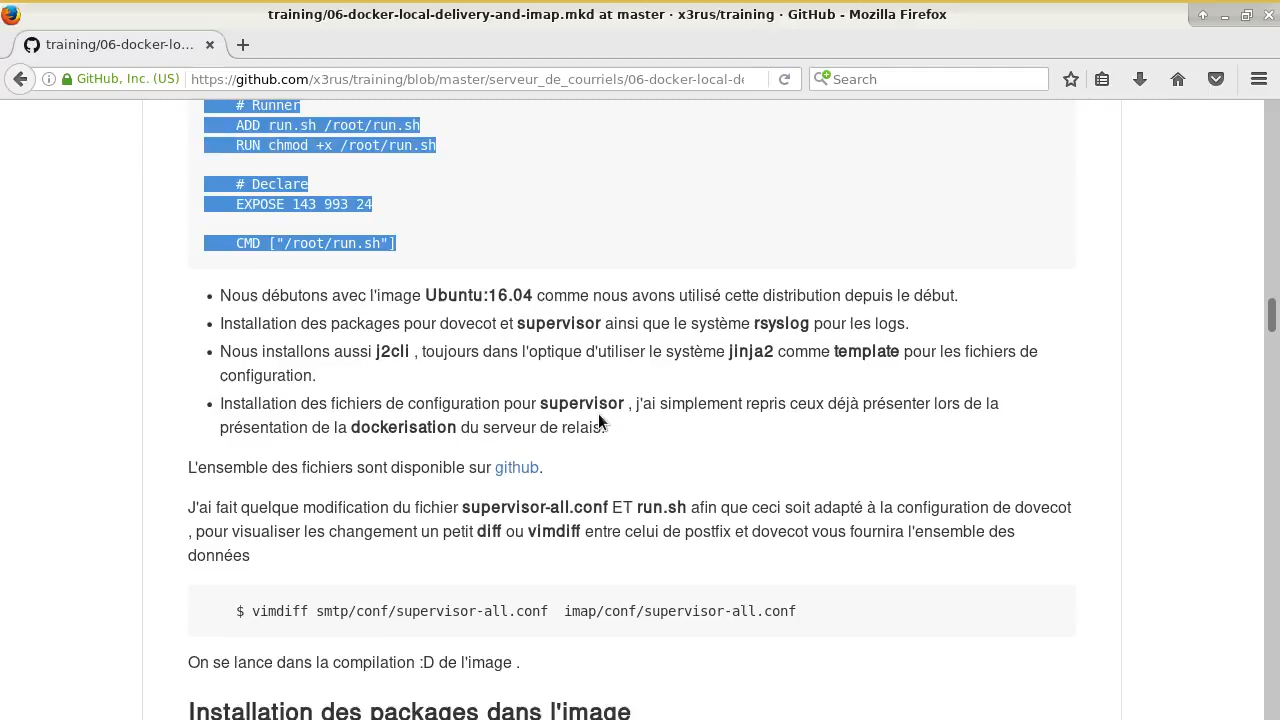 training/06-docker-local-delivery-and-imap.mkd at master · x3rus/training · GitHub - Mozilla Firefox
training/06-docker-lo...
GitHub, Inc. (US)
https://github.com/x3rus/training/blob/master/serveur_de_courriels/06-docker-local-de
Search
# Runner
ADD run.sh /root/run.sh
RUN chmod +x /root/run.sh
# Declare
EXPOSE 143 993 24
CMD ["/root/run.sh"]
• Nous débutons avec l'image Ubuntu:16.04 comme nous avons utilisé cette distribution depuis le début.
• Installation des packages pour dovecot et supervisor ainsi que le système rsyslog pour les logs.
• Nous installons aussi j2cli , toujours dans l'optique d'utiliser le système jinja2 comme template pour les fichiers de
configuration.
• Installation des fichiers de configuration pour supervisor , j'ai simplement repris ceux déjà présenter lors de la
présentation de la dockerisation du serveur de relais.
L'ensemble des fichiers sont disponible sur github.
J'ai fait quelque modification du fichier supervisor-all.conf ET run.sh afin que ceci soit adapté à la configuration de dovecot
, pour visualiser les changement un petit diff ou vimdiff entre celui de postfix et dovecot vous fournira l'ensemble des
données
$ vimdiff smtp/conf/supervisor-all.conf  imap/conf/supervisor-all.conf
On se lance dans la compilation :D de l'image .
Installation des packages dans l'image